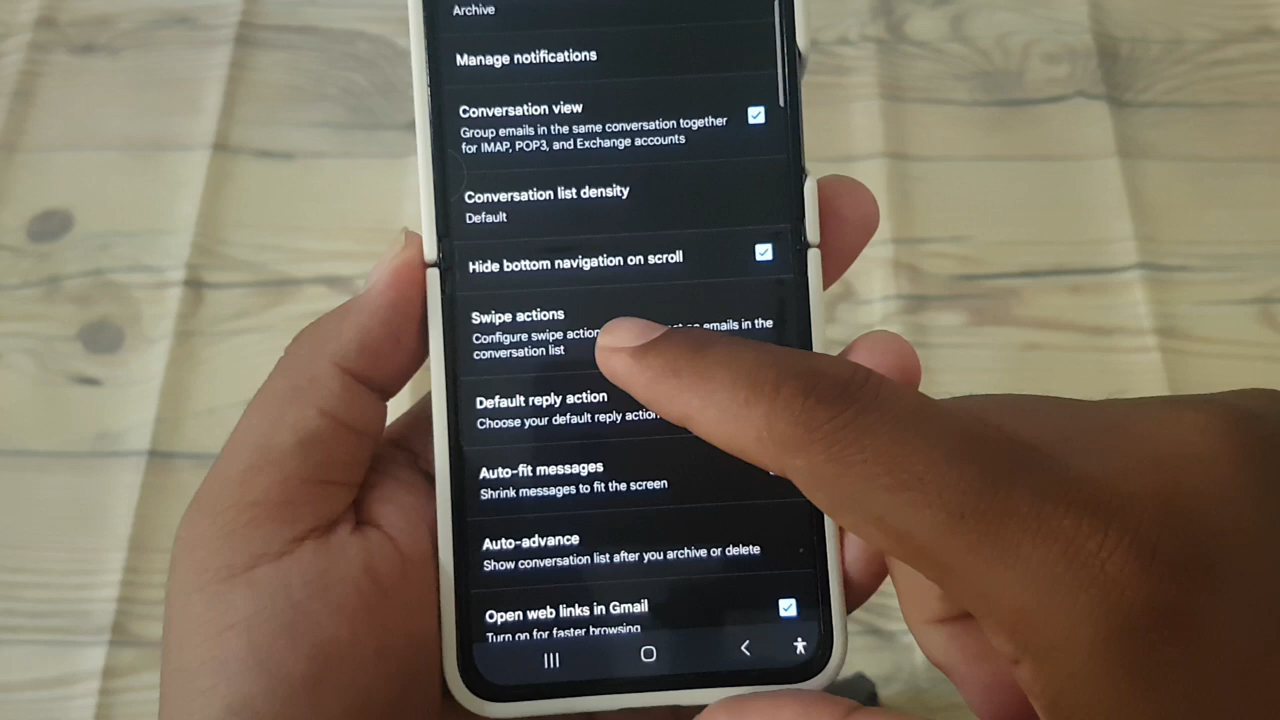 Archive
Manage notifications
Conversation view
Group emails in the same conversation together
for IMAP, POP3, and Exchange accounts
Conversation list density
Default
Hide bottom navigation on scroll
Swipe actions
Configure swipe action emails in the
conversation list
Default reply action
Choose your default reply action
Auto-fit messages
Shrink messages to fit the screen
Auto-advance
Show conversation list after you archive or delete
Open web links in Gmail
Turn on for faster browsing